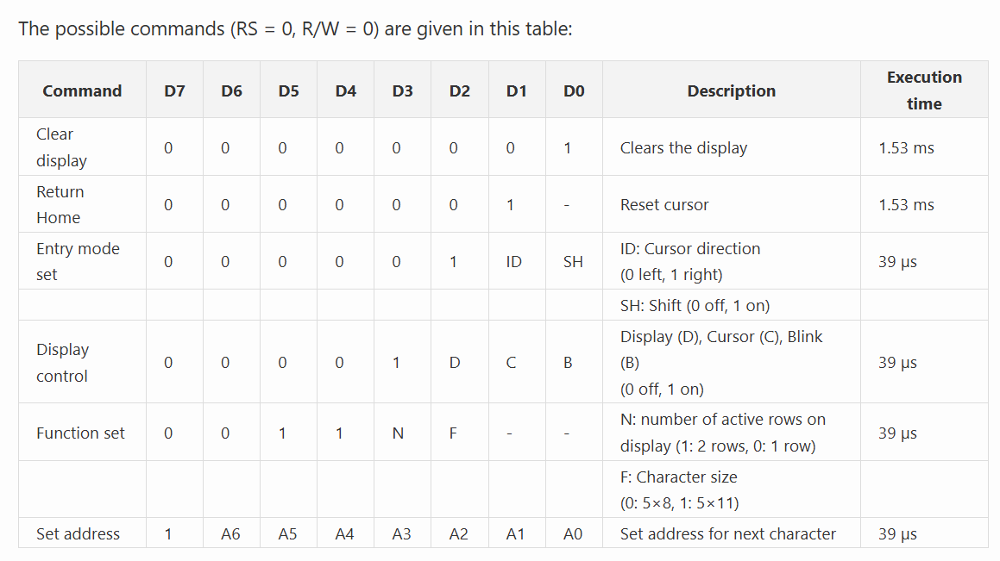 The possible commands (RS = 0, R/W = 0) are given in this table:
Command D7 D6 D5 D4 D3 D2 D1 D0 Description Execution time
Clear display 0 0 0 0 0 0 0 1 Clears the display 1.53 ms
Return Home 0 0 0 0 0 0 1 - Reset cursor 1.53 ms
Entry mode set 0 0 0 0 0 1 ID SH ID: Cursor direction (0 left, 1 right) 39 µs
SH: Shift (0 off, 1 on)
Display control 0 0 0 0 1 D C B Display (D), Cursor (C), Blink (B) (0 off, 1 on) 39 µs
Function set 0 0 1 1 N F - - N: number of active rows on display (1: 2 rows, 0: 1 row) 39 µs
F: Character size (0: 5×8, 1: 5×11)
Set address 1 A6 A5 A4 A3 A2 A1 A0 Set address for next character 39 µs